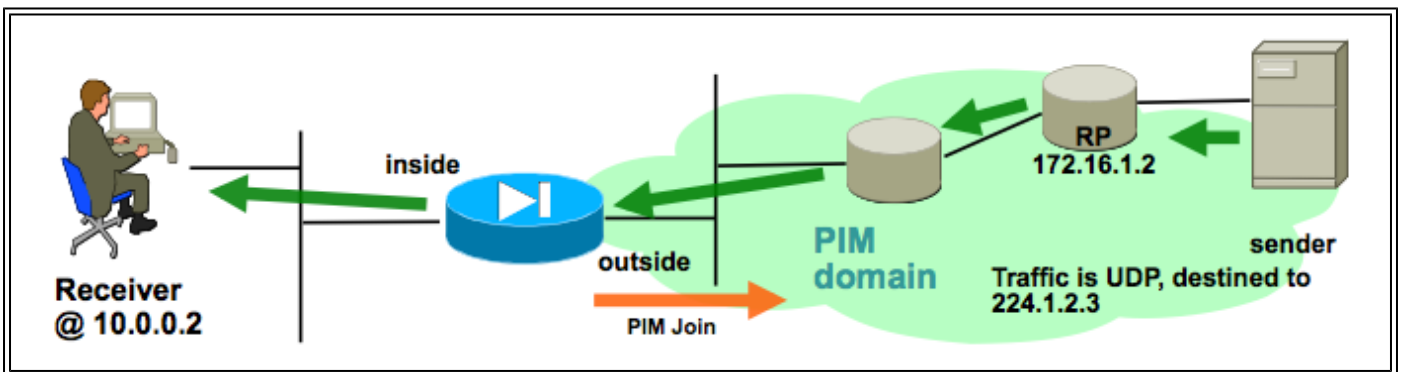 inside
RP
172.16.1.2
PIM
domain
outside
sender
Traffic is UDP, destined to
224.1.2.3
Receiver
@ 10.0.0.2
PIM Join